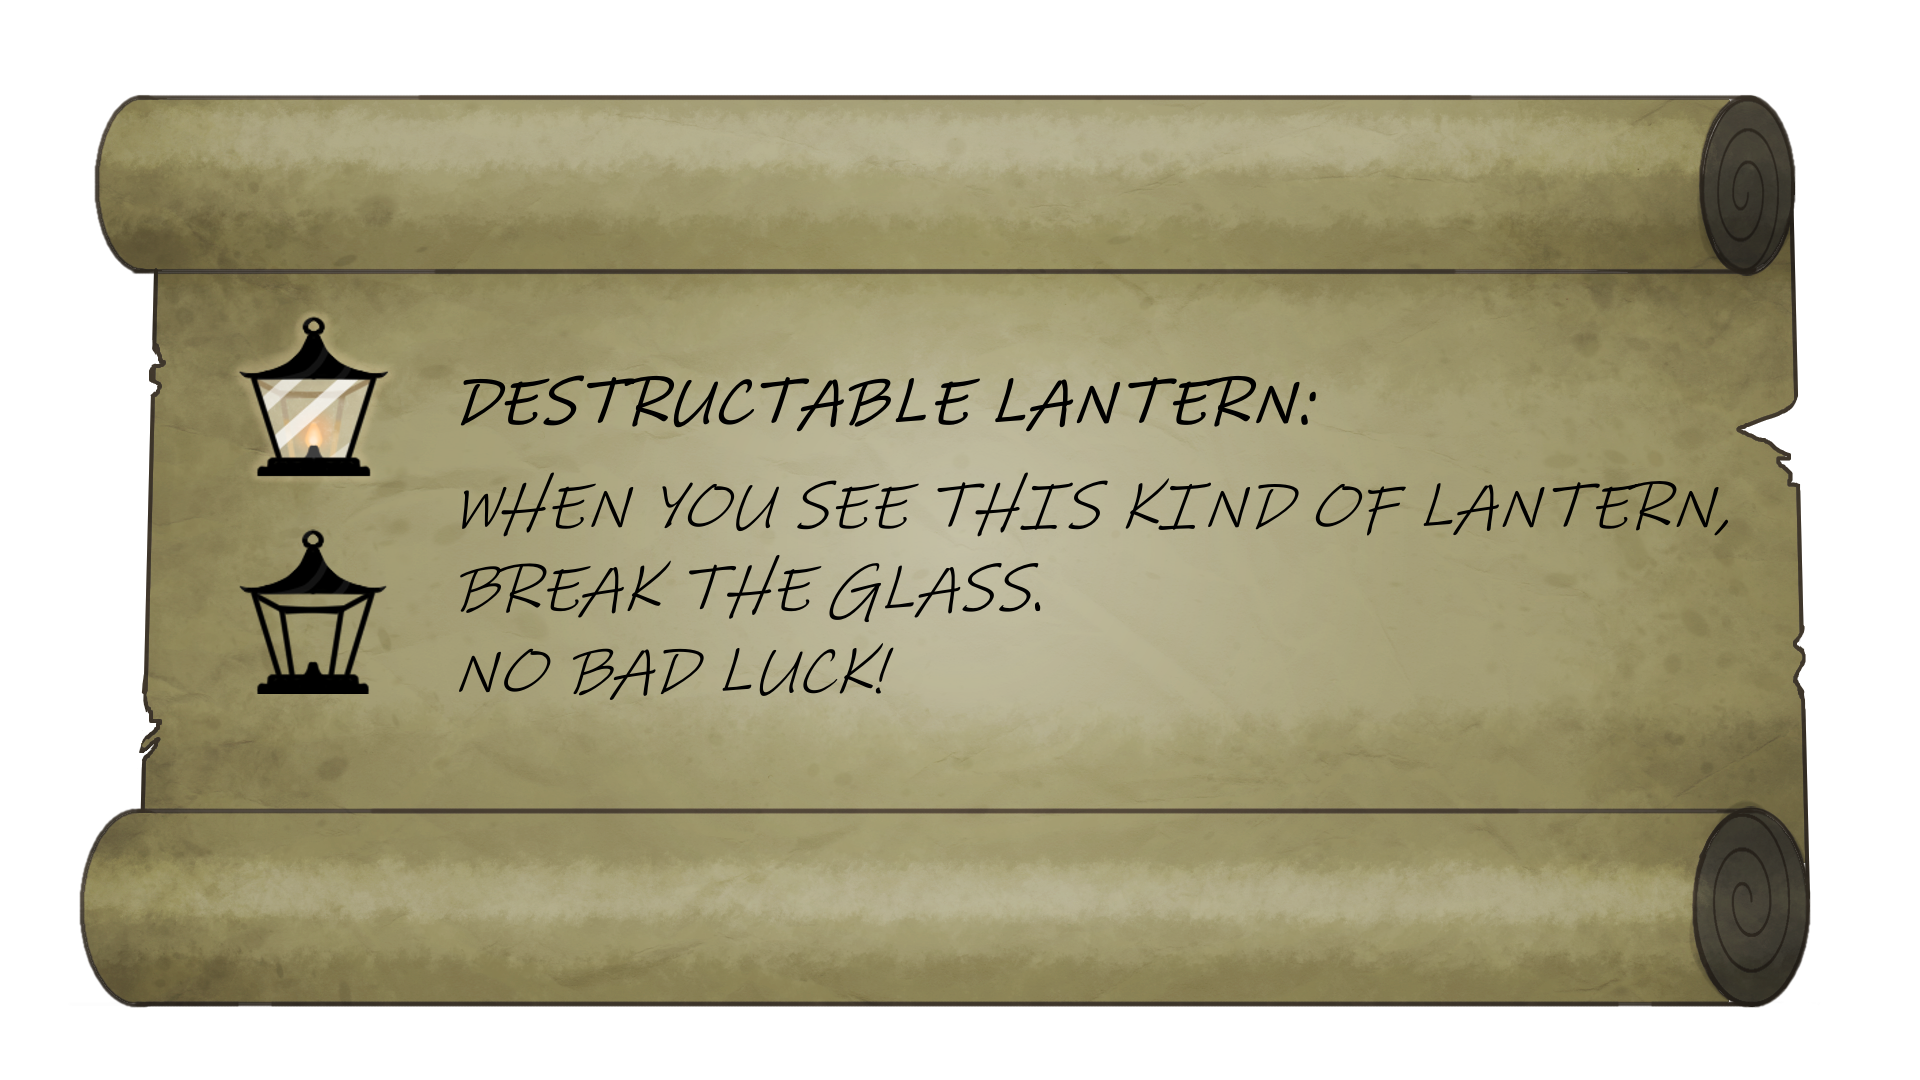 DESTRUCTABLE LANTERN:
WHEN YOU SEE THIS KIND OF LANTERN,
BREAK THE GLASS.
NO BAD LUCK!